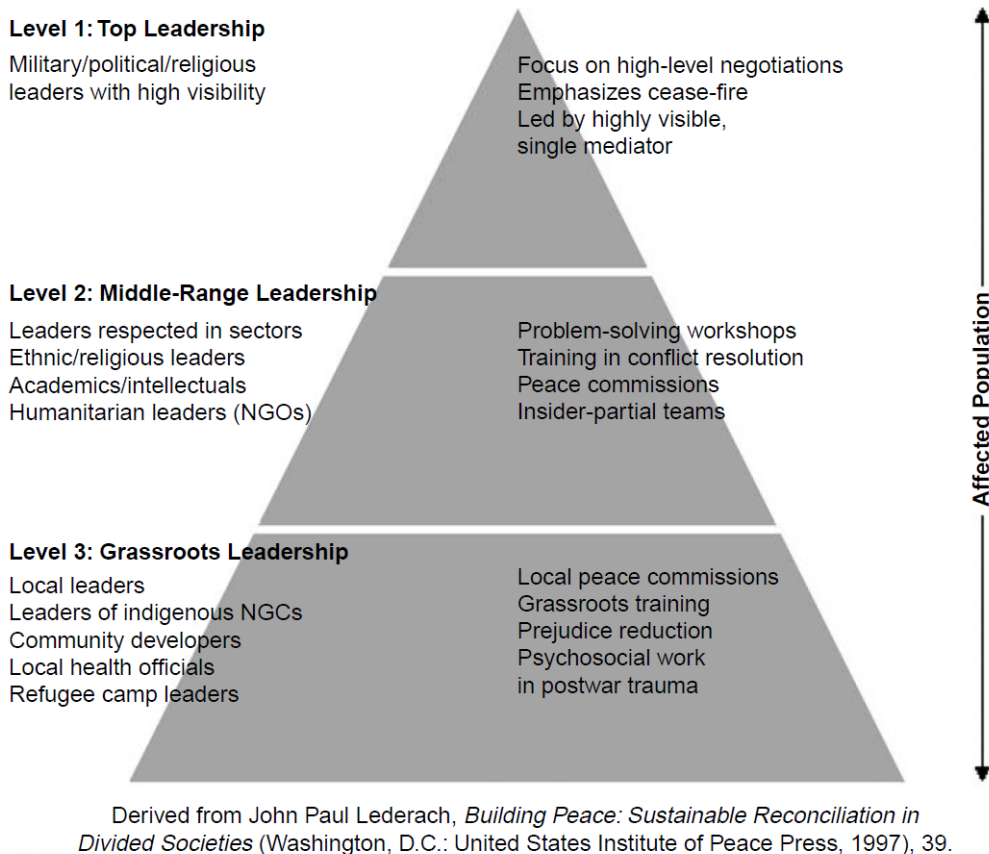 Level 1: Top Leadership
Military/political/religious
leaders with high visibility
Focus on high-level negotiations
Emphasizes cease-fire
Led by highly visible,
single mediator
Level 2: Middle-Range Leadership
Leaders respected in sectors
Ethnic/religious leaders
Academics/intellectuals
Humanitarian leaders (NGOs)
Problem-solving workshops
Training in conflict resolution
Peace commissions
Insider-partial teams
Level 3: Grassroots Leadership
Local leaders
Leaders of indigenous NGCs
Community developers
Local health officials
Refugee camp leaders
Local peace commissions
Grassroots training
Prejudice reduction
Psychosocial work
in postwar trauma
Affected Population
Derived from John Paul Lederach, Building Peace: Sustainable Reconciliation in
Divided Societies (Washington, D.C.: United States Institute of Peace Press, 1997), 39.